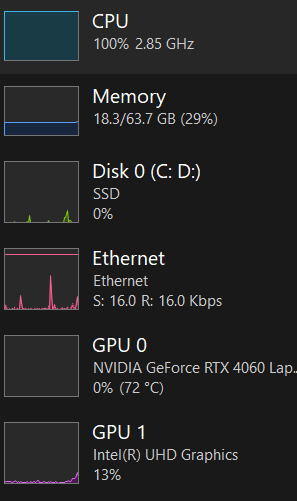 CPU
100% 2.85 GHz
Memory
18.3/63.7 GB (29%)
Disk 0 (C: D:)
SSD
0%
Ethernet
Ethernet
S: 16.0 R: 16.0 Kbps
GPU 0
NVIDIA GeForce RTX 4060 Lap...
0% (72 °C)
GPU 1
Intel(R) UHD Graphics
13%